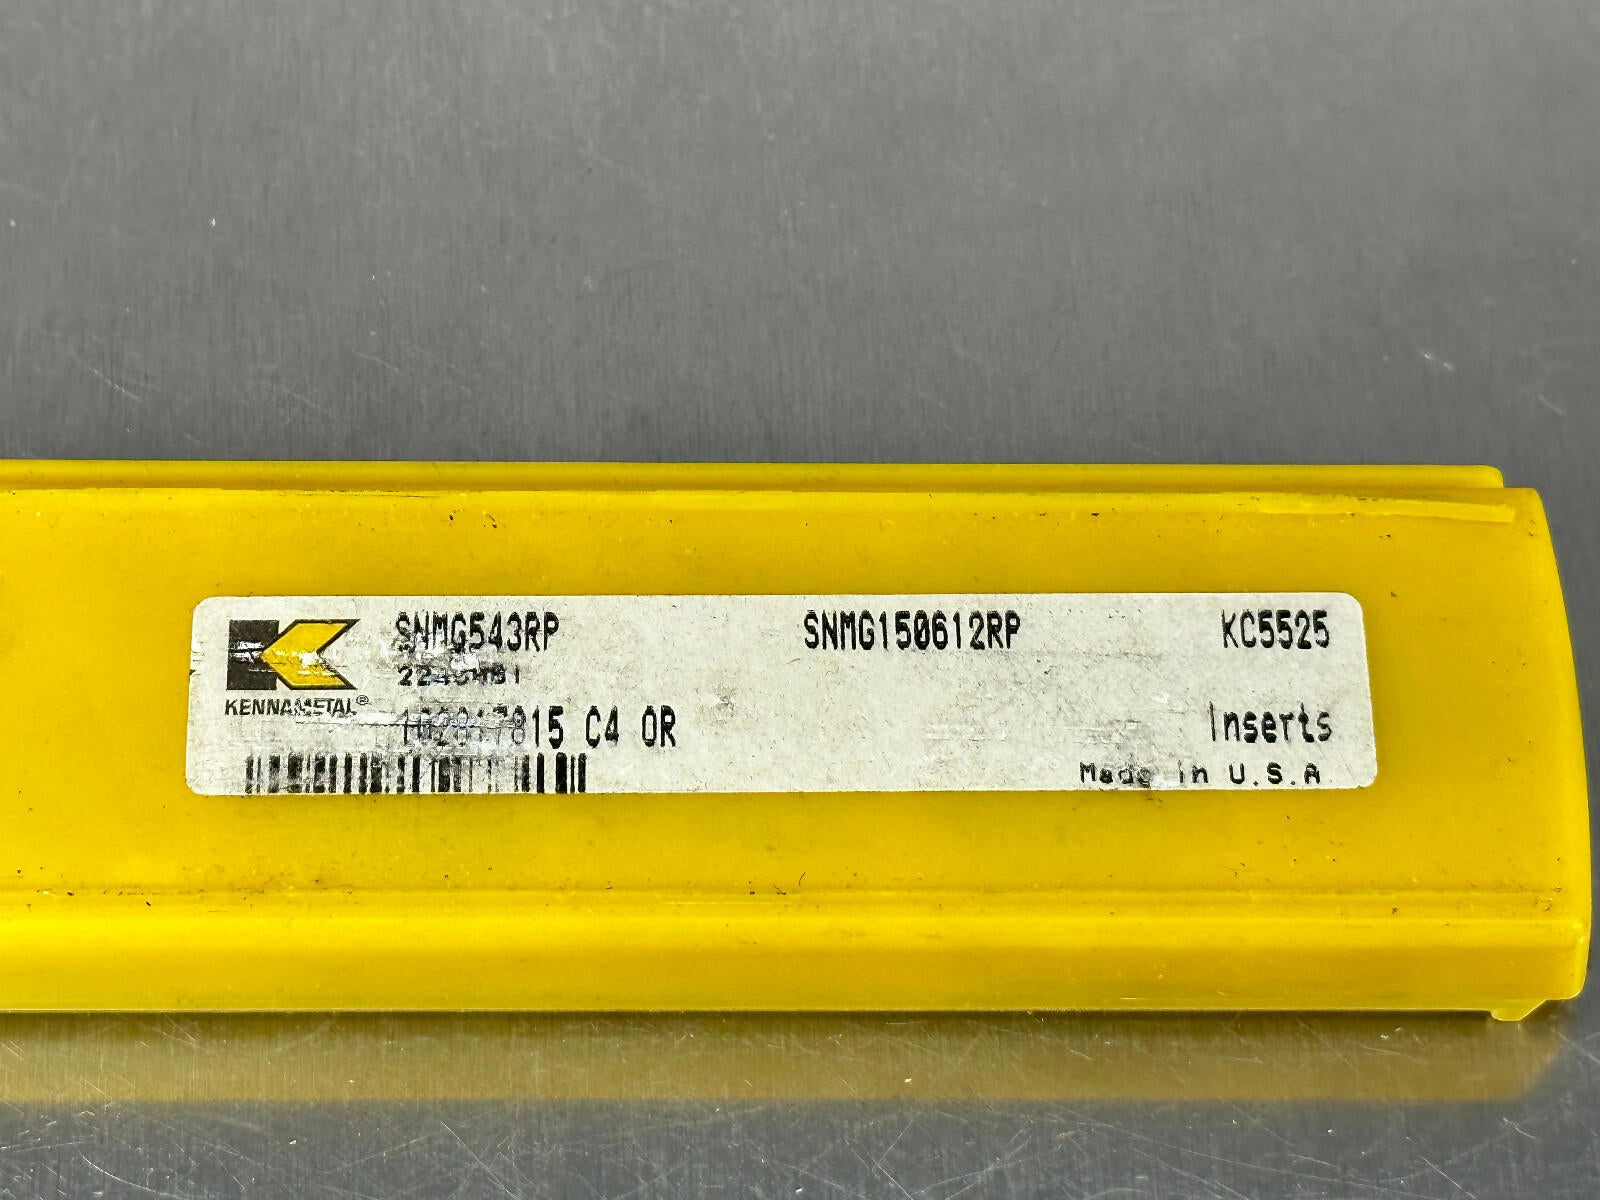 SNMG543RP SNMG150612RP KC5525
KENNAMETAL®
C4 OR Inserts
Made in U.S.A.